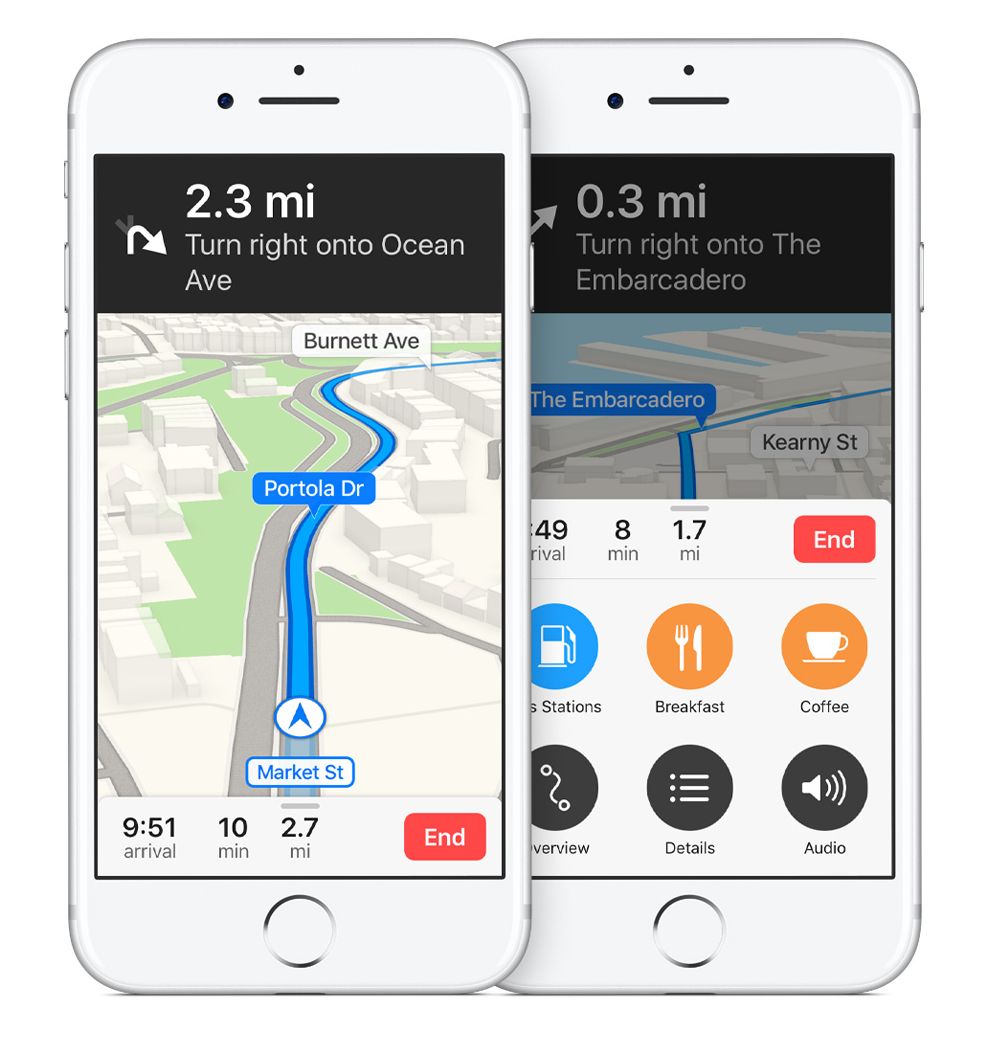 2.3 mi
Turn right onto Ocean
Ave
Burnett Ave
Portola Dr
Market St
9:51
arrival
10
min
2.7
mi
End
0.3 mi
Turn right onto The
Embarcadero
The Embarcadero
Kearny St
:49
rival
8
min
1.7
mi
End
s Stations
Breakfast
Coffee
verview
Details
Audio